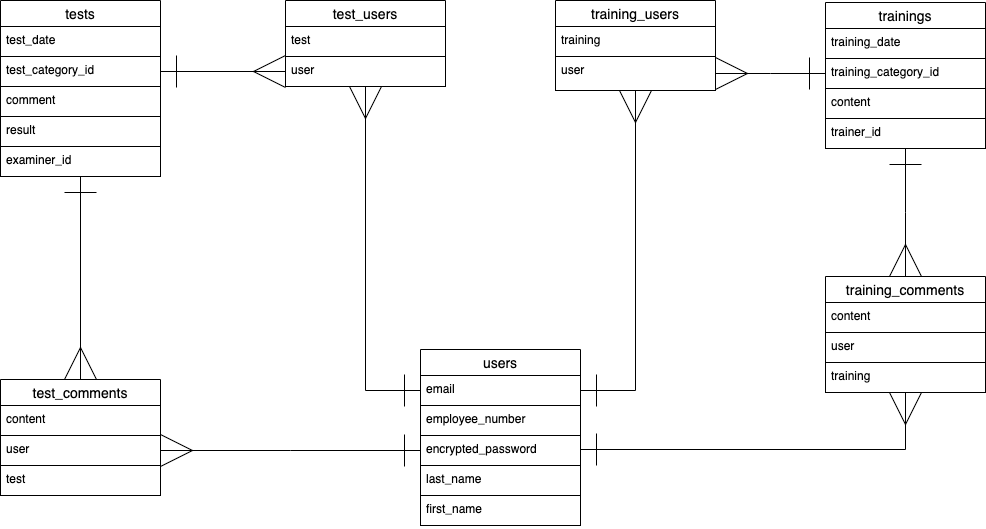 tests
test_date
test_category_id
comment
result
examiner_id
test_users
test
user
training_users
training
user
trainings
training_date
training_category_id
content
trainer_id
test_comments
content
user
test
users
email
employee_number
encrypted_password
last_name
first_name
training_comments
content
user
training